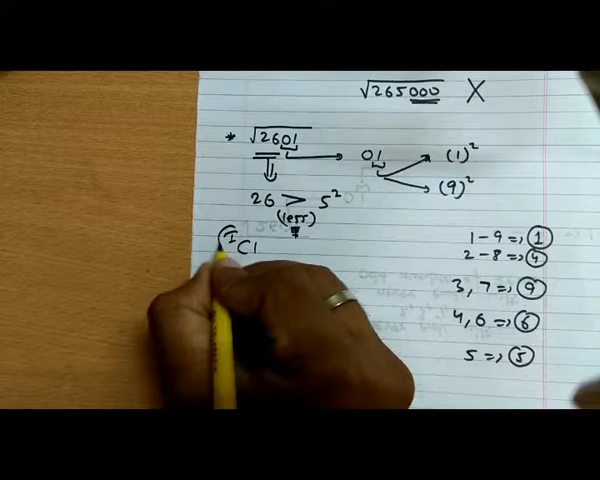 √265000 X
* √2601
01 (1)²
(9)²
26 > 5²
(less)
1-9 =, 1
2-8 =, 4
3, 7 =, 9
4, 6 =, 6
5 =, 5